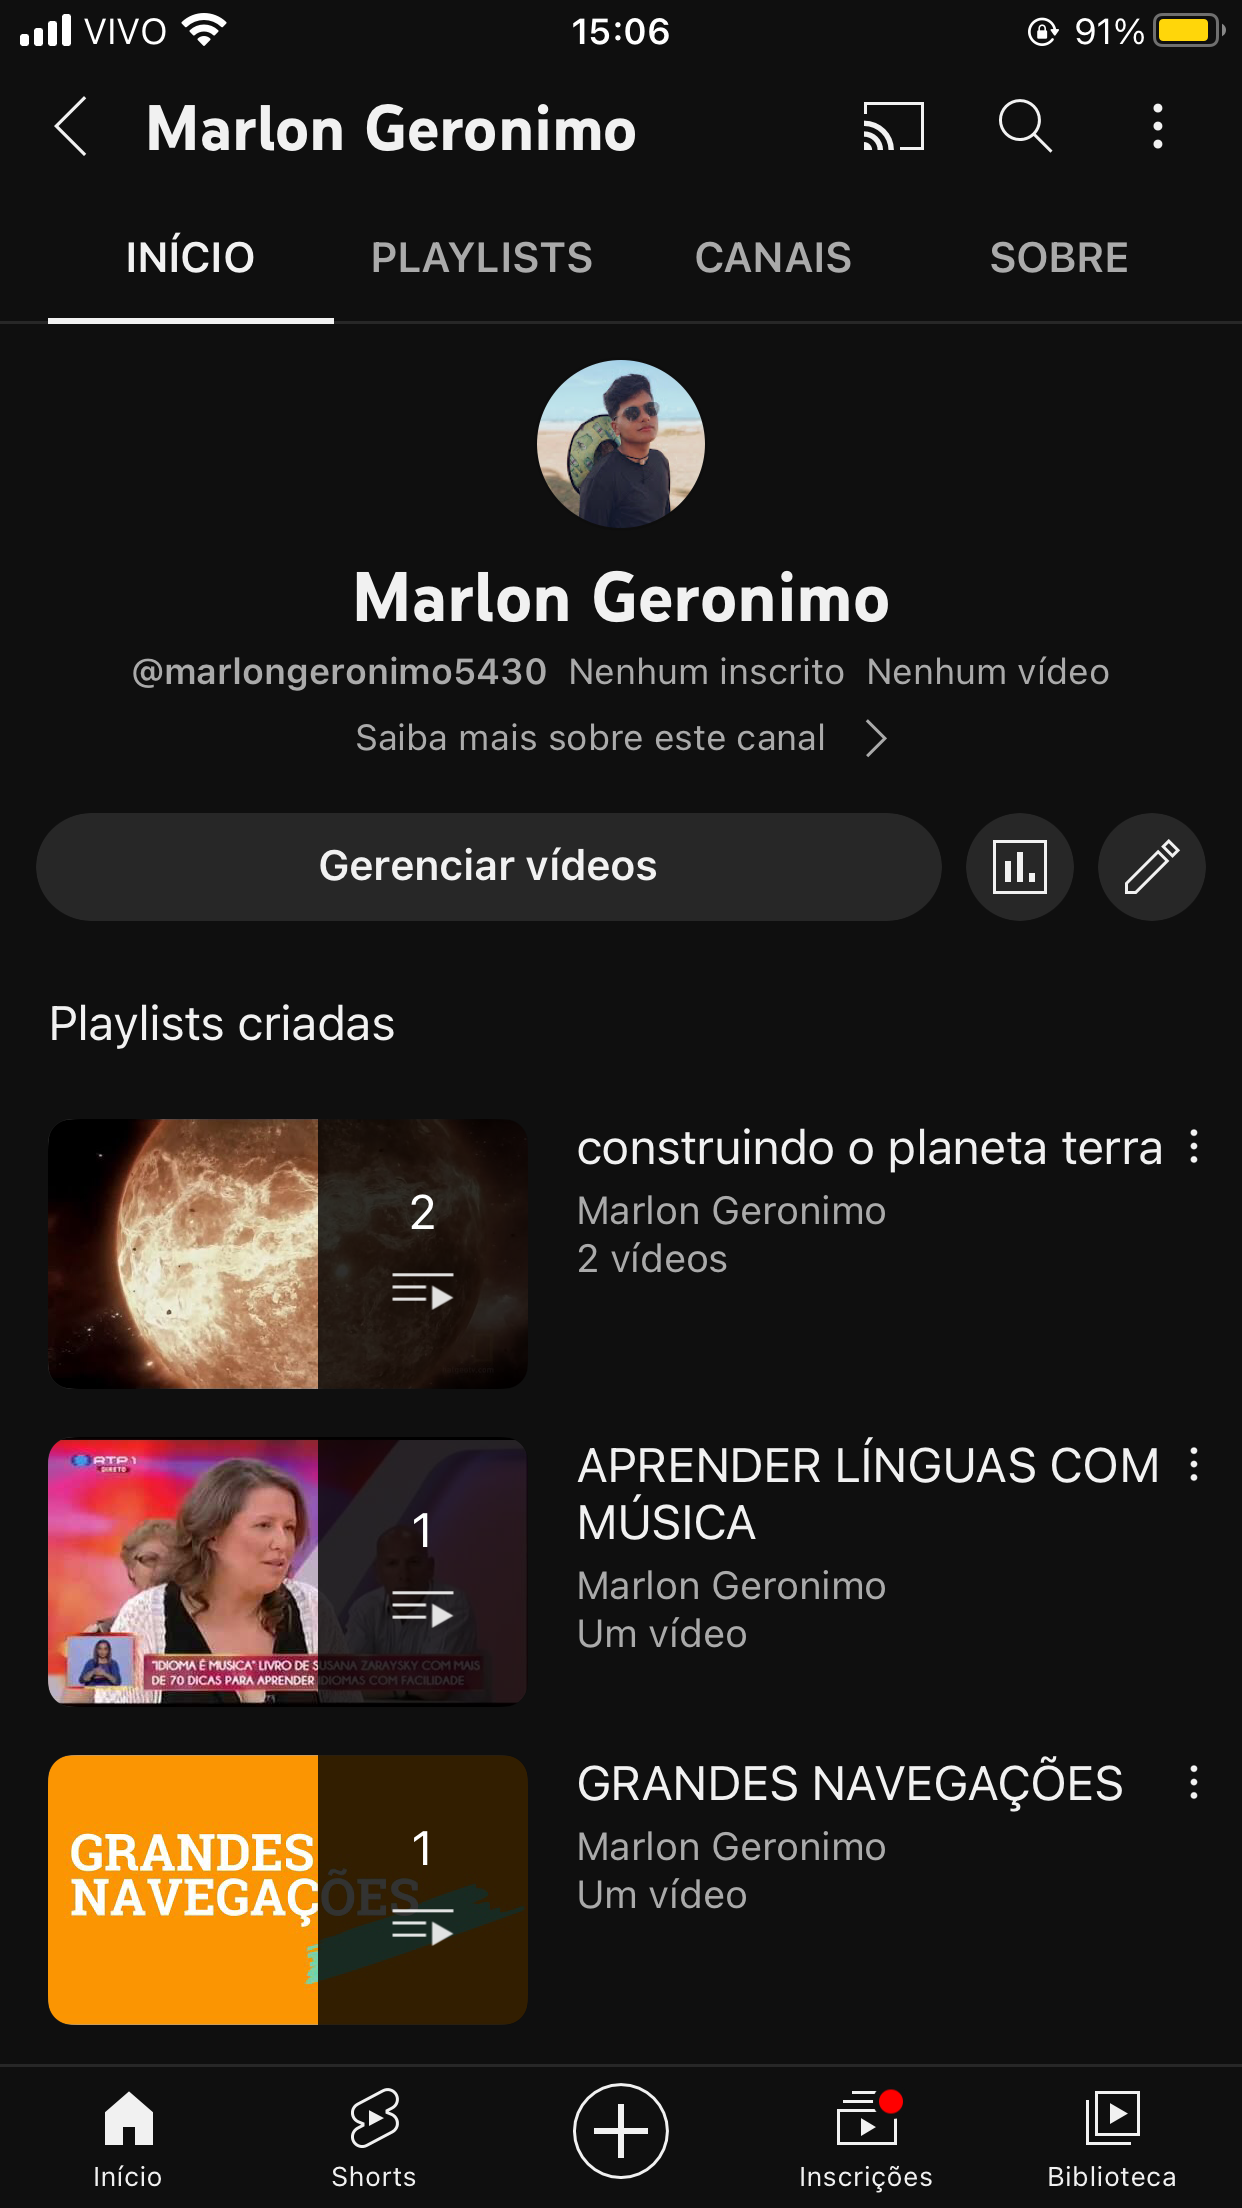 VIVO 15:06 91%
Marlon Geronimo
INÍCIO PLAYLISTS CANAIS SOBRE
Marlon Geronimo
@marlongeronimo5430 Nenhum inscrito Nenhum vídeo
Saiba mais sobre este canal
Gerenciar vídeos
Playlists criadas
2
construindo o planeta terra
Marlon Geronimo
2 vídeos
RTP1
DIRETO
1
"IDIOMA É MUSICA" LIVRO DE SUSANA ZARAYSKY COM MAIS
DE 70 DICAS PARA APRENDER IDIOMAS COM FACILIDADE
APRENDER LÍNGUAS COM
MÚSICA
Marlon Geronimo
Um vídeo
GRANDES
NAVEGAÇÕES
1
GRANDES NAVEGAÇÕES
Marlon Geronimo
Um vídeo
Início Shorts Inscrições Biblioteca